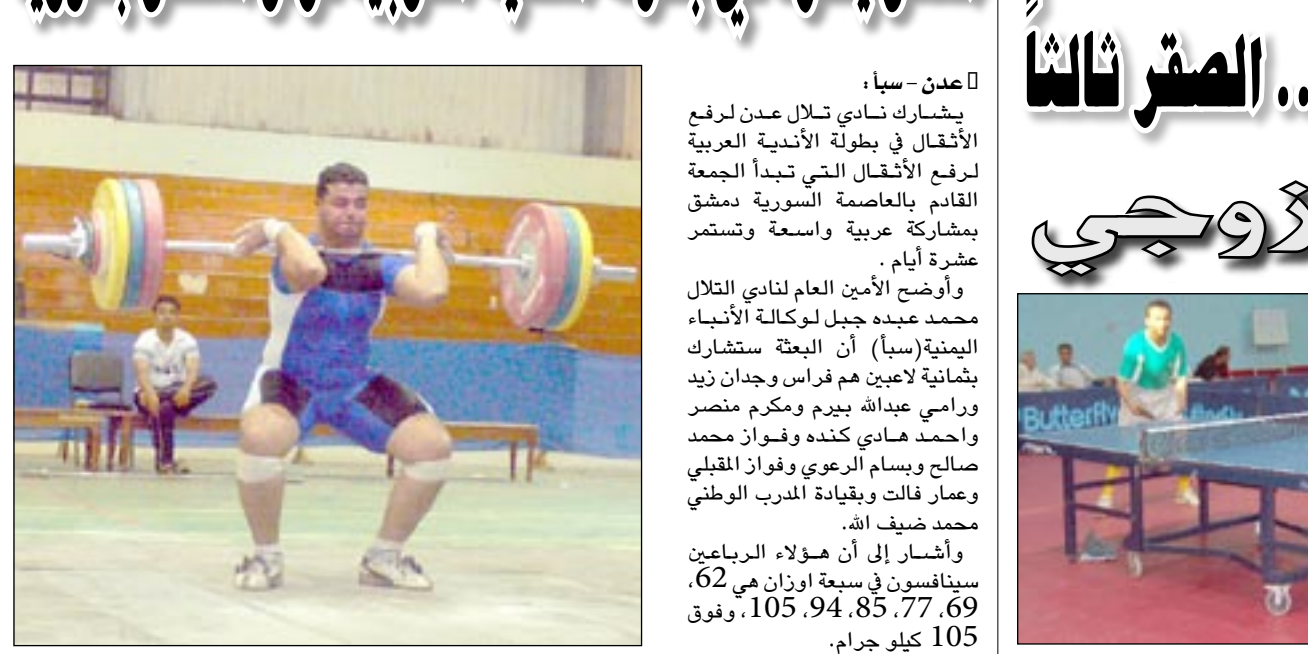 .. الصقر ثالثاً
زوجي
Butterfly
عدن – سبأ :
يشارك نادي تلال عدن لرفع
الأثقال في بطولة الأندية العربية
لرفع الأثقال التي تبدأ الجمعة
القادم بالعاصمة السورية دمشق
بمشاركة عربية واسعة وتستمر
عشرة أيام .
وأوضح الأمين العام لنادي التلال
محمد عبده جبل لوكالة الأنباء
اليمنية(سبأ) أن البعثة ستشارك
بثمانية لاعبين هم فراس وجدان زيد
ورامي عبدالله بيرم ومكرم منصر
واحمد هادي كنده وفواز محمد
صالح وبسام الرعوي وفواز المقبلي
وعمار فالت وبقيادة المدرب الوطني
محمد ضيف الله.
وأشار إلى أن هؤلاء الرباعين
سينافسون في سبعة اوزان هي 62،
69، 77، 85، 94، 105، وفوق
105 كيلو جرام.